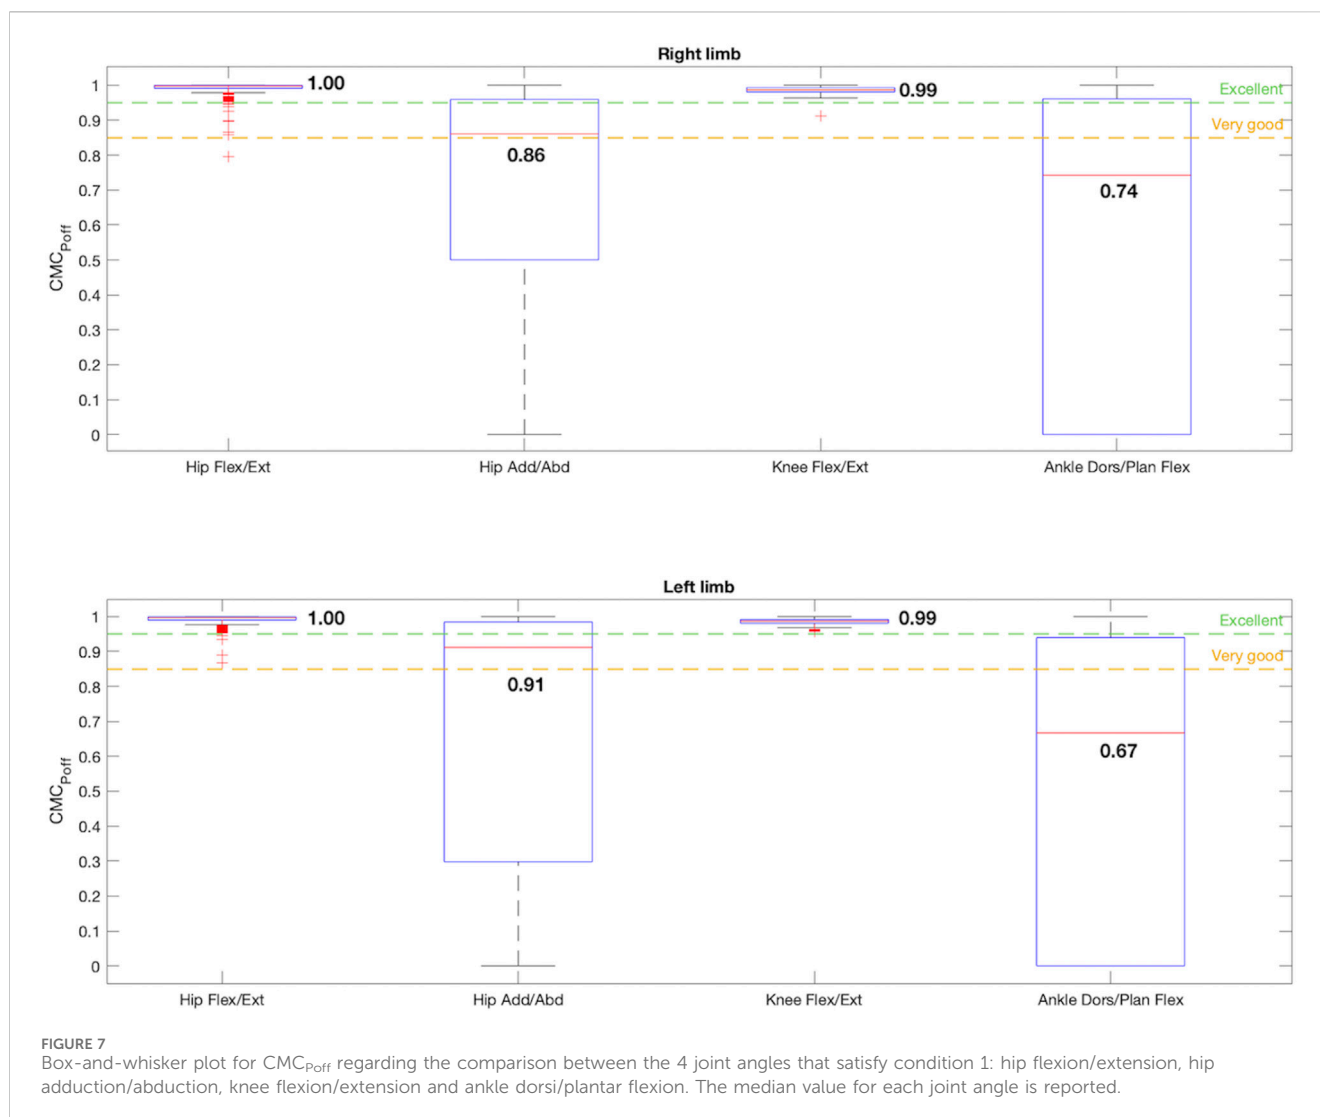 Right limb
1
0.9
0.8
0.7
0.6
0.5
0.4
0.3
0.2
0.1
0
CMCPoff
1.00
0.86
0.99
0.74
Excellent
Very good
Hip Flex/Ext
Hip Add/Abd
Knee Flex/Ext
Ankle Dors/Plan Flex
Left limb
1
0.9
0.8
0.7
0.6
0.5
0.4
0.3
0.2
0.1
0
CMCPoff
1.00
0.91
0.99
0.67
Excellent
Very good
Hip Flex/Ext
Hip Add/Abd
Knee Flex/Ext
Ankle Dors/Plan Flex
FIGURE 7
Box-and-whisker plot for CMCPoff regarding the comparison between the 4 joint angles that satisfy condition 1: hip flexion/extension, hip
adduction/abduction, knee flexion/extension and ankle dorsi/plantar flexion. The median value for each joint angle is reported.